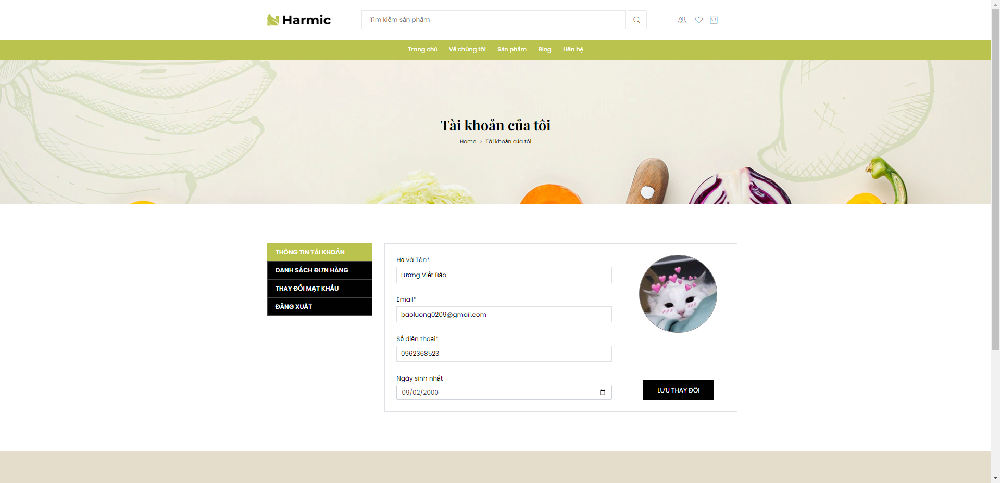 Harmic
Tìm kiếm sản phẩm
Trang chủ Về chúng tôi Sản phẩm Blog Liên hệ
Tài khoản của tôi
Home › Tài khoản của tôi
THÔNG TIN TÀI KHOẢN
DANH SÁCH ĐƠN HÀNG
THAY ĐỔI MẬT KHẨU
ĐĂNG XUẤT
Họ và Tên*
Lương Viết Bảo
Email*
baoluong0209@gmail.com
Số điện thoại*
0962368523
Ngày sinh nhật
09/02/2000
LƯU THAY ĐỔI